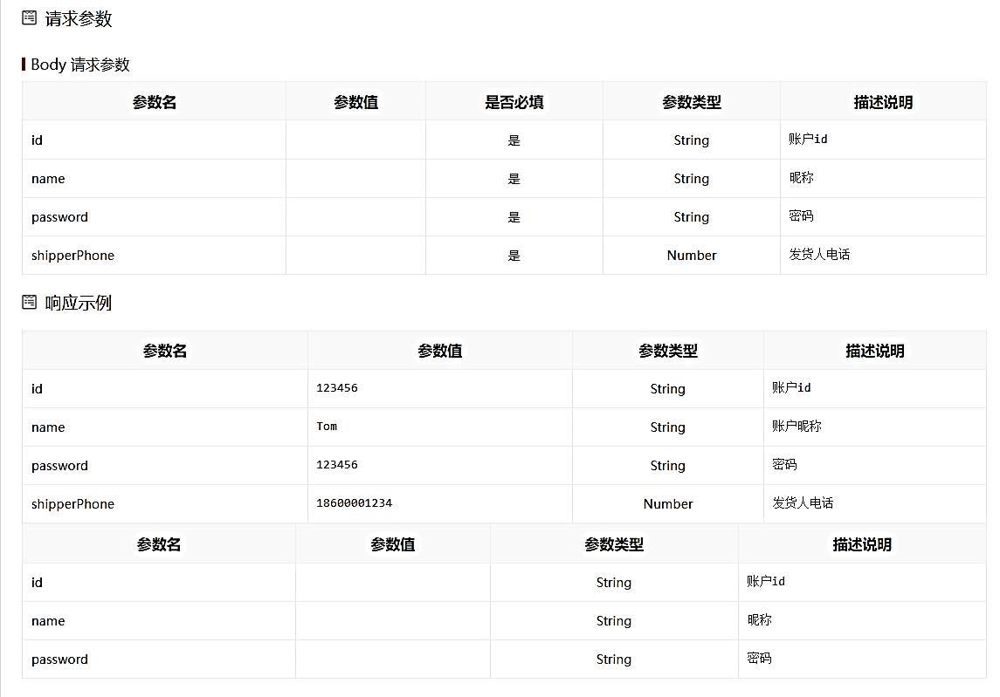 请求参数
Body 请求参数
参数名 参数值 是否必填 参数类型 描述说明
id 是 String 账户id
name 是 String 昵称
password 是 String 密码
shipperPhone 是 Number 发货人电话
响应示例
参数名 参数值 参数类型 描述说明
id 123456 String 账户id
name Tom String 账户昵称
password 123456 String 密码
shipperPhone 18600001234 Number 发货人电话
参数名 参数值 参数类型 描述说明
id String 账户id
name String 昵称
password String 密码